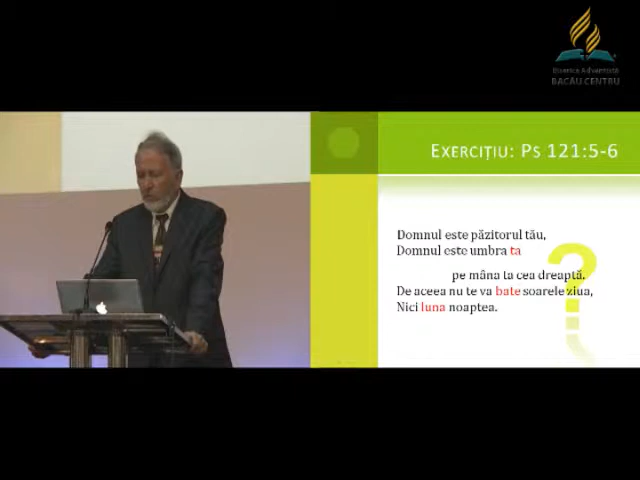 Biserica Adventistă
BACĂU CENTRU
EXERCIȚIU: PS 121:5-6
Domnul este păzitorul tău,
Domnul este umbra ta
pe mâna ta cea dreaptă.
De aceea nu te va bate soarele ziua,
Nici luna noaptea.
?